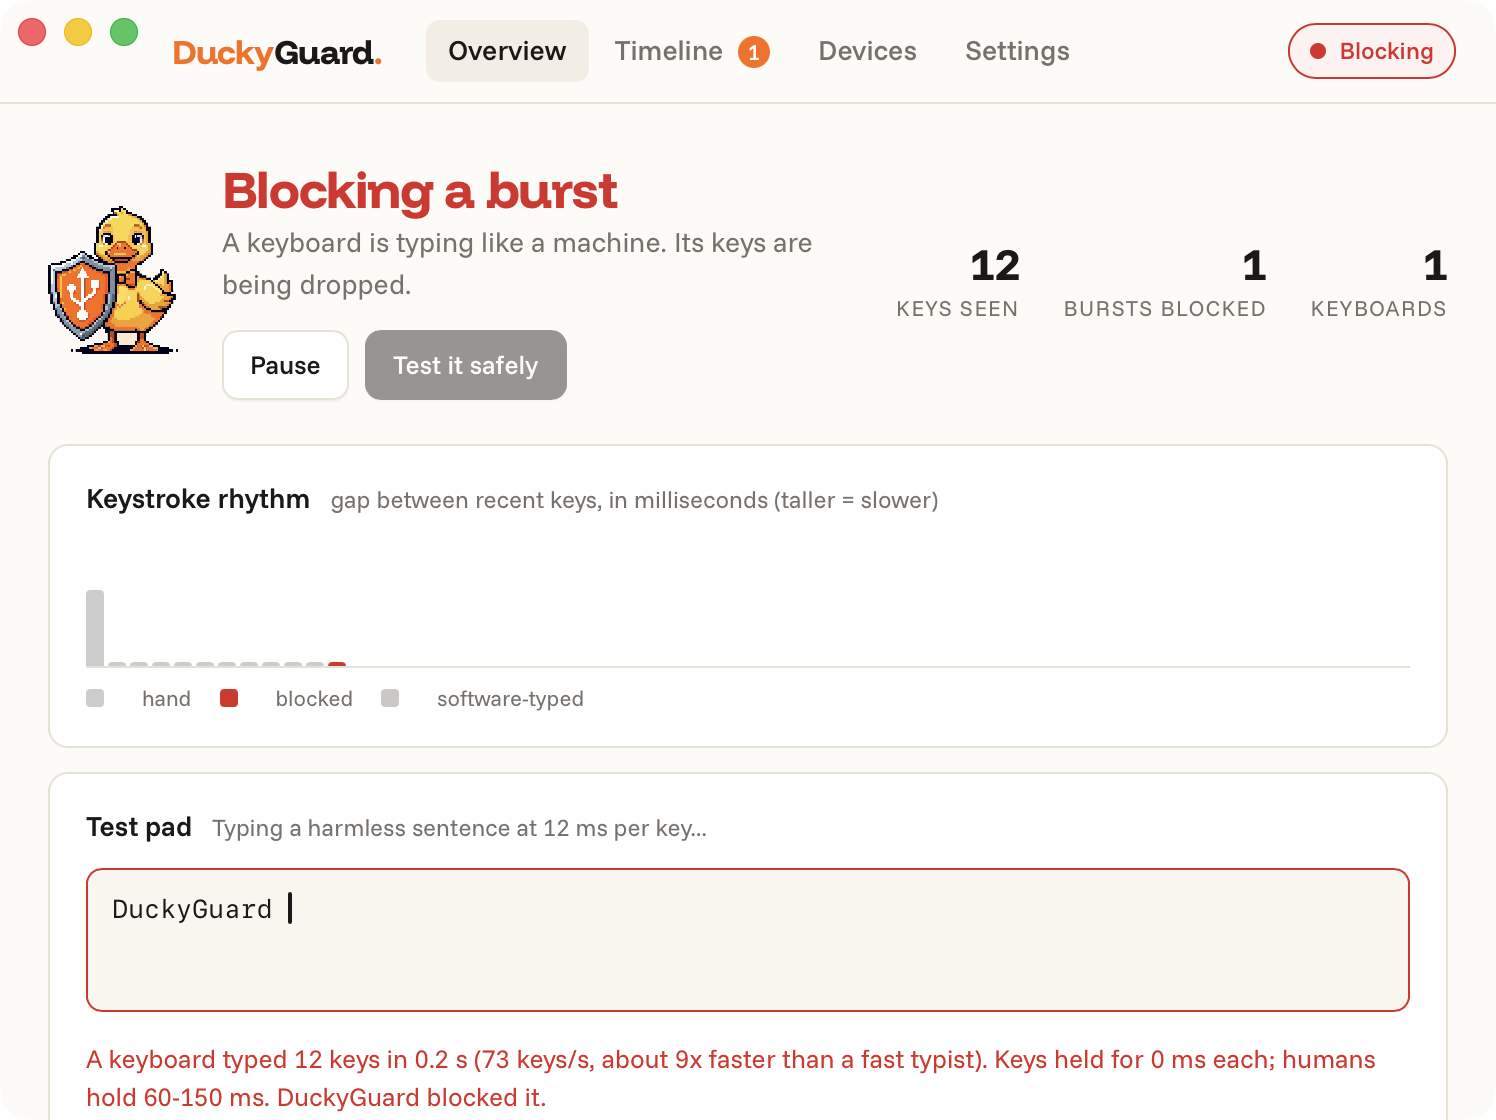 DuckyGuard.
Overview
Timeline 1
Devices
Settings
Blocking
Blocking a burst
A keyboard is typing like a machine. Its keys are
being dropped.
Pause
Test it safely
12
KEYS SEEN
1
BURSTS BLOCKED
1
KEYBOARDS
Keystroke rhythm gap between recent keys, in milliseconds (taller = slower)
hand blocked software-typed
Test pad Typing a harmless sentence at 12 ms per key...
DuckyGuard
A keyboard typed 12 keys in 0.2 s (73 keys/s, about 9x faster than a fast typist). Keys held for 0 ms each; humans
hold 60-150 ms. DuckyGuard blocked it.